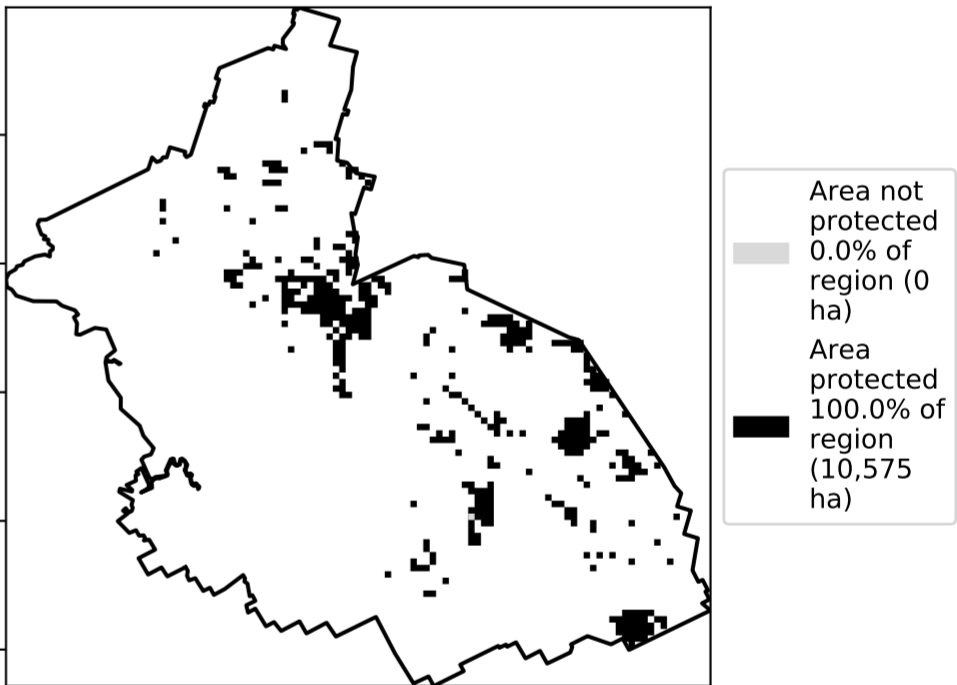 Area not
protected
0.0% of
region (0
ha)
Area
protected
100.0% of
region
(10,575
ha)